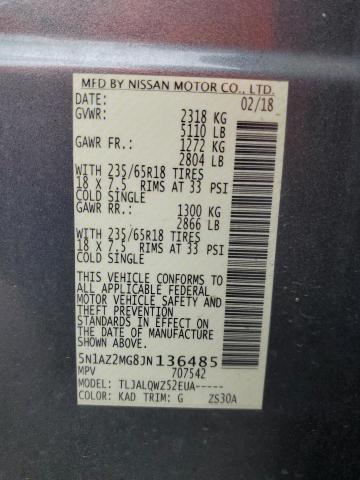 MFD BY NISSAN MOTOR CO., LTD.
DATE: 02/18
GVWR: 2318 KG
5110 LB
GAWR FR.: 1272 KG
2804 LB
WITH 235/65R18 TIRES
18 X 7.5 RIMS AT 33 PSI
COLD SINGLE
GAWR RR.: 1300 KG
2866 LB
WITH 235/65R18 TIRES
18 X 7.5 RIMS AT 33 PSI
COLD SINGLE
THIS VEHICLE CONFORMS TO
ALL APPLICABLE FEDERAL
MOTOR VEHICLE SAFETY AND
THEFT PREVENTION
STANDARDS IN EFFECT ON
THE DATE OF MANUFACTURE
SHOWN ABOVE.
5N1AZ2MG8JN136485
MPV 707542
MODEL: TLJALQWZ52EUA-----
COLOR: KAD TRIM: G ZS30A